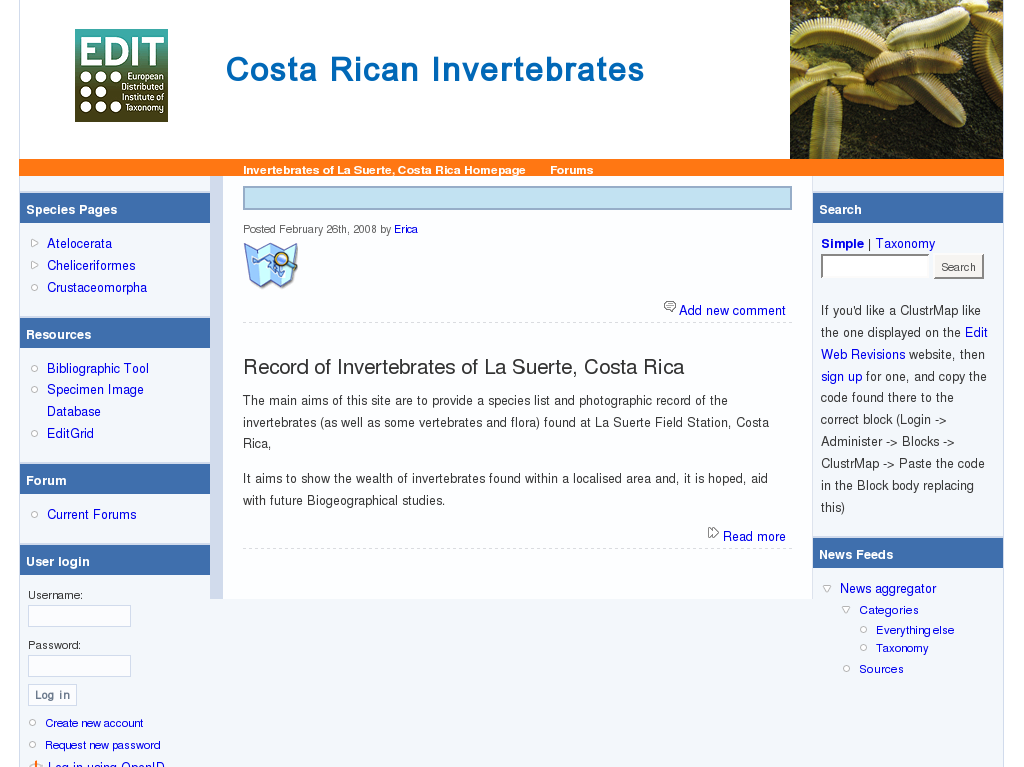 EDIT
European
Distributed
Institute of
Taxonomy
Costa Rican Invertebrates
Invertebrates of La Suerte, Costa Rica Homepage Forums
Species Pages
Atelocerata
Cheliceriformes
Crustaceomorpha
Resources
Bibliographic Tool
Specimen Image
Database
EditGrid
Forum
Current Forums
User login
Username:
Password:
Log in
Create new account
Request new password
Log in using OpenID
Posted February 26th, 2008 by Erica
Add new comment
Record of Invertebrates of La Suerte, Costa Rica
The main aims of this site are to provide a species list and photographic record of the
invertebrates (as well as some vertebrates and flora) found at La Suerte Field Station, Costa
Rica,
It aims to show the wealth of invertebrates found within a localised area and, it is hoped, aid
with future Biogeographical studies.
Read more
Search
Simple | Taxonomy
Search
If you'd like a ClustrMap like
the one displayed on the Edit
Web Revisions website, then
sign up for one, and copy the
code found there to the
correct block (Login ->
Administer -> Blocks ->
ClustrMap -> Paste the code
in the Block body replacing
this)
News Feeds
News aggregator
Categories
Everything else
Taxonomy
Sources